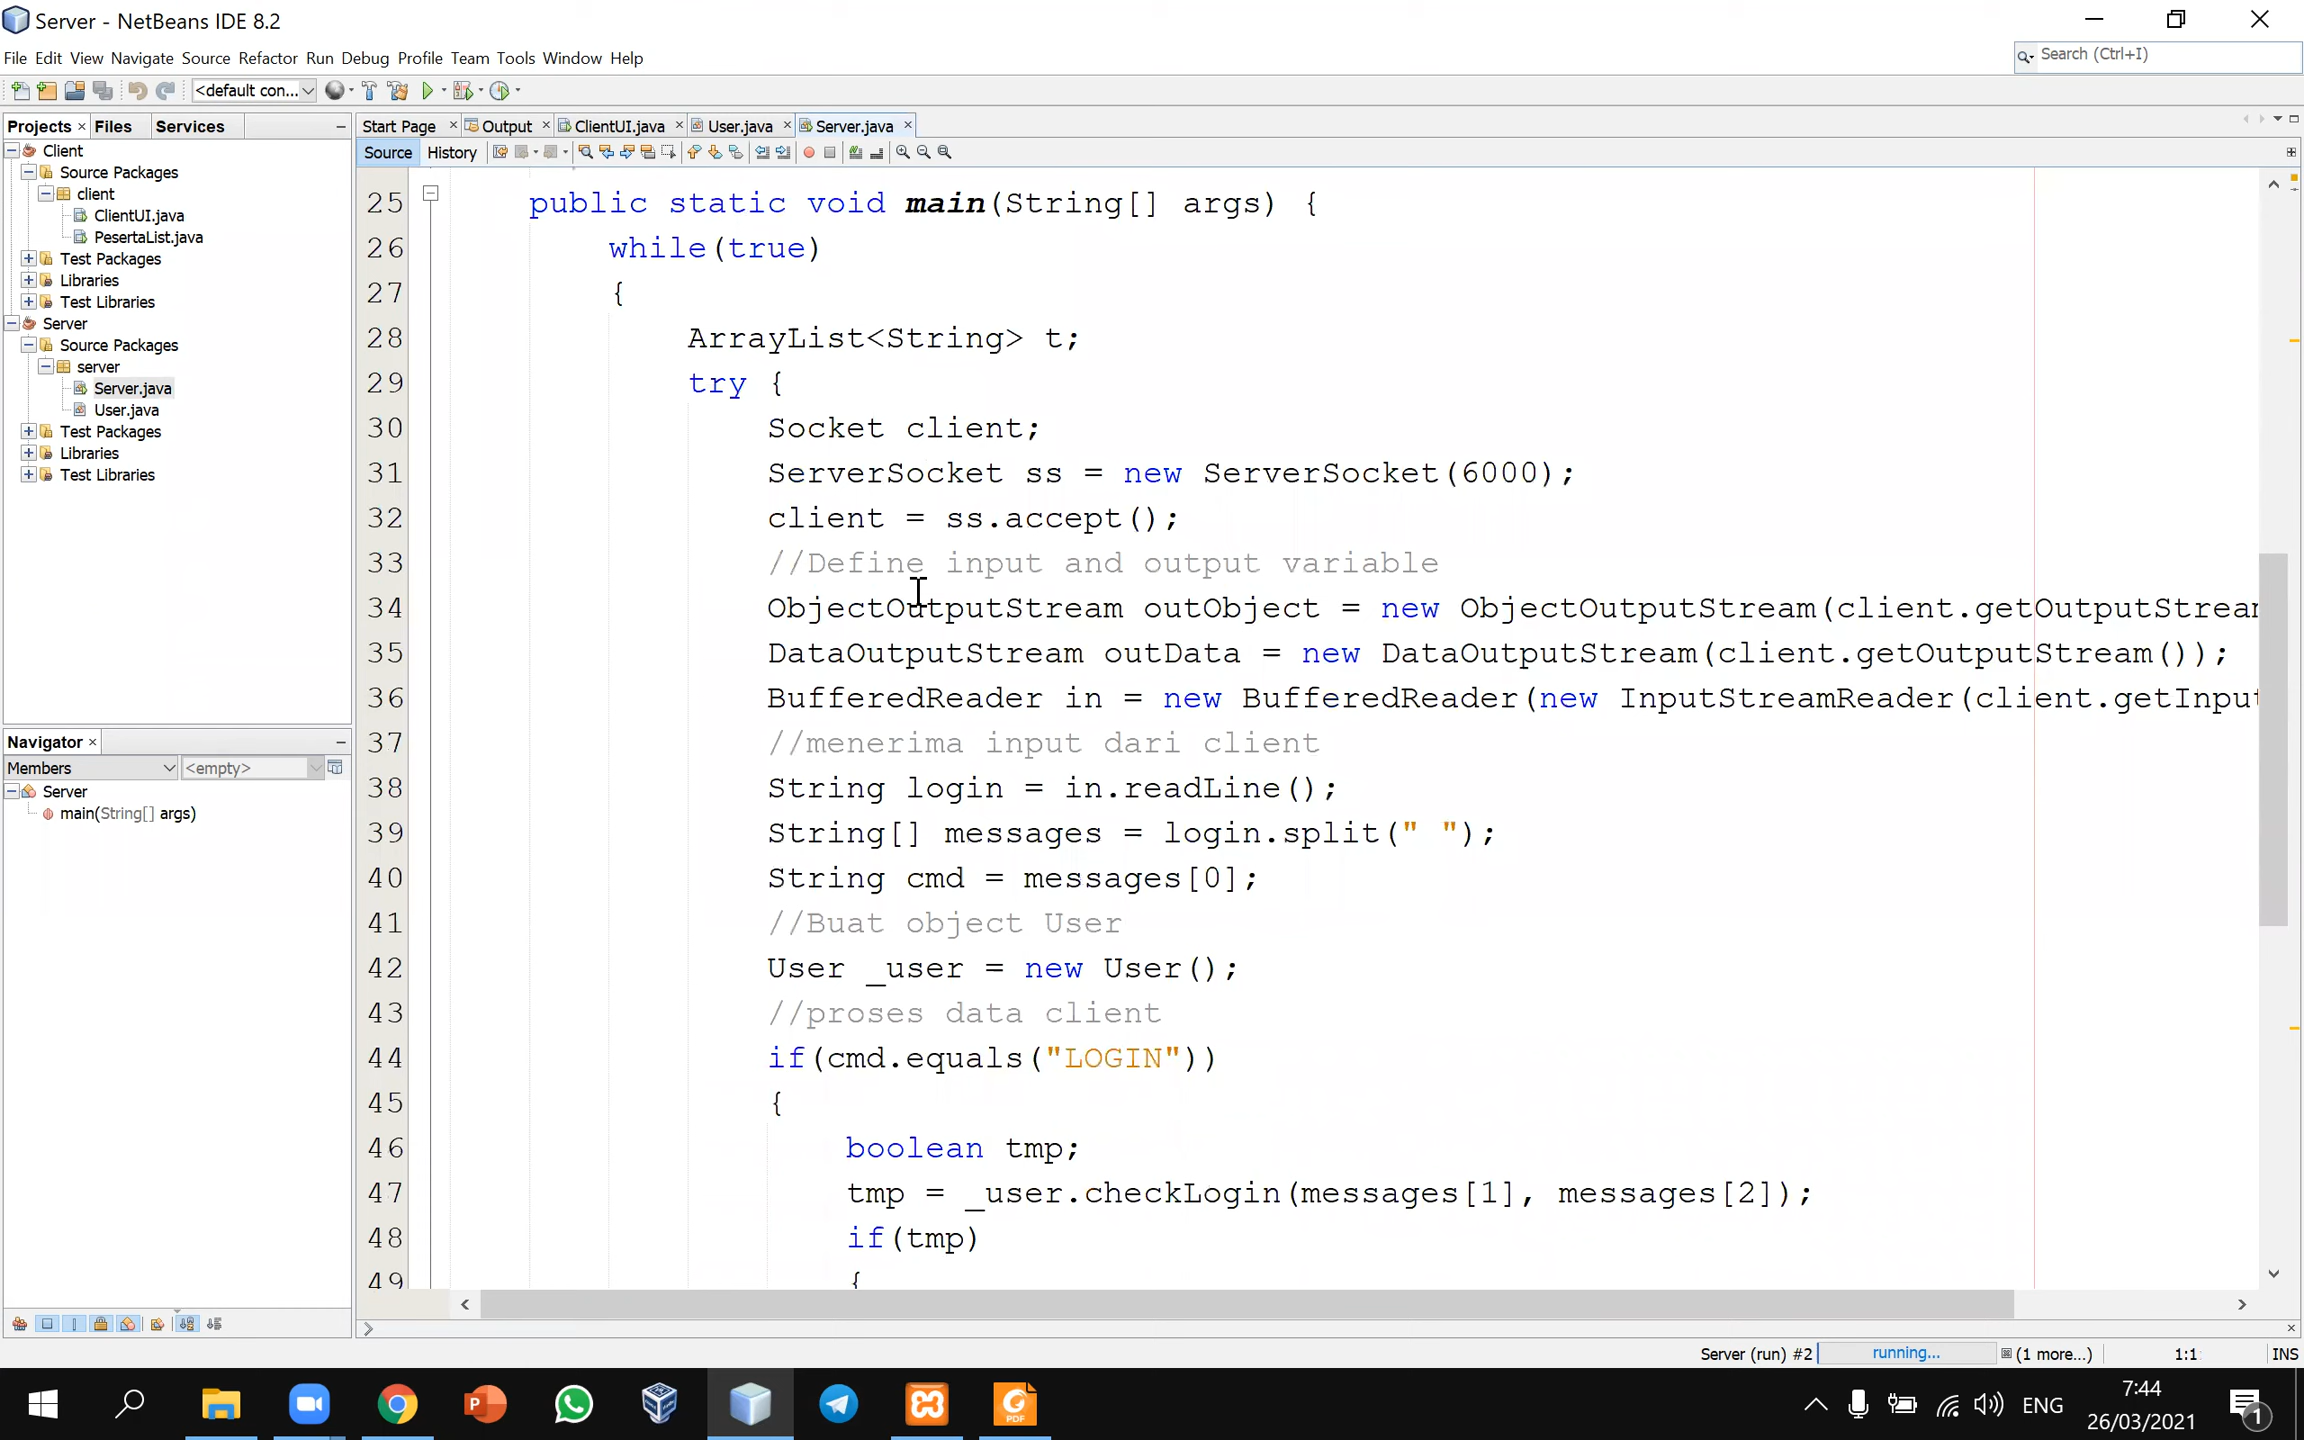 Server - NetBeans IDE 8.2
File Edit View Navigate Source Refactor Run Debug Profile Team Tools Window Help
Search (Ctrl+I)
<default con...
Projects Files Services
Start Page Output ClientUI.java User.java Server.java
Source History
Client
Source Packages
client
ClientUI.java
PesertaList.java
Test Packages
Libraries
Test Libraries
Server
Source Packages
server
Server.java
User.java
Test Packages
Libraries
Test Libraries
Navigator
Members <empty>
Server
main(String[] args)
25 public static void main(String[] args) {
26 while(true)
27 {
28 ArrayList<String> t;
29 try {
30 Socket client;
31 ServerSocket ss = new ServerSocket(6000);
32 client = ss.accept();
33 //Define input and output variable
34 ObjectOutputStream outObject = new ObjectOutputStream(client.getOutputStrea
35 DataOutputStream outData = new DataOutputStream(client.getOutputStream());
36 BufferedReader in = new BufferedReader(new InputStreamReader(client.getInput
37 //menerima input dari client
38 String login = in.readLine();
39 String[] messages = login.split(" ");
40 String cmd = messages[0];
41 //Buat object User
42 User _user = new User();
43 //proses data client
44 if(cmd.equals("LOGIN"))
45 {
46 boolean tmp;
47 tmp = _user.checkLogin(messages[1], messages[2]);
48 if(tmp)
49 {
Server (run) #2 running... (1 more...) 1:1 INS
ENG
7:44
26/03/2021
1